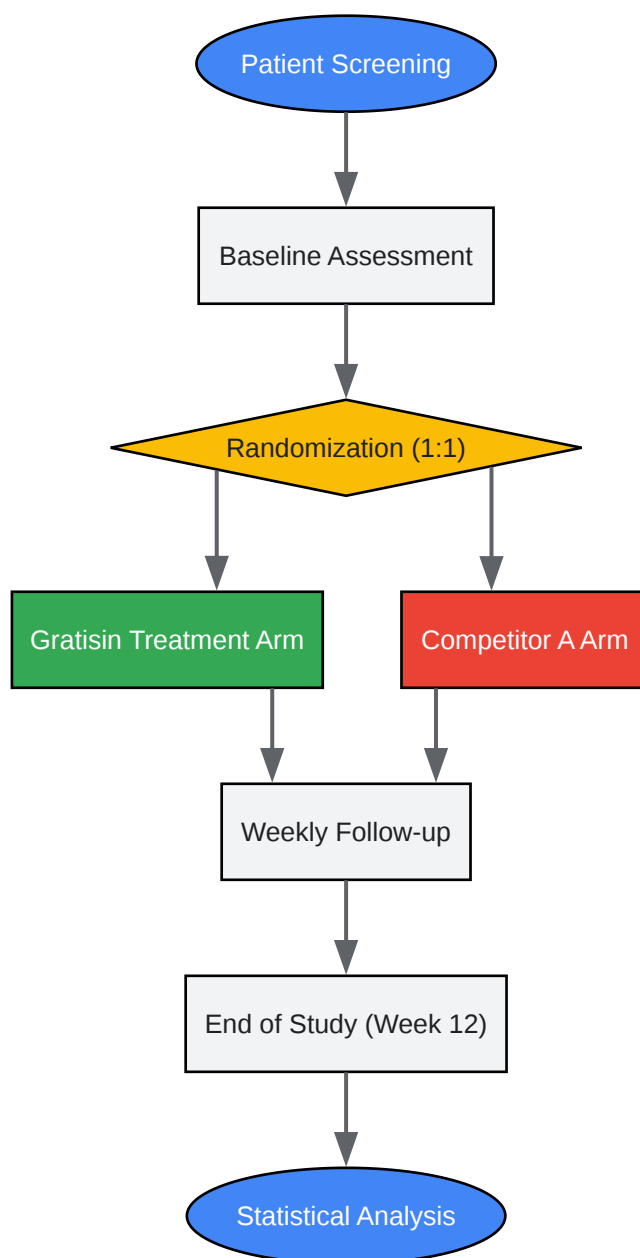 Patient Screening
Baseline Assessment
Randomization (1:1)
Gratisin Treatment Arm
Competitor A Arm
Weekly Follow-up
End of Study (Week 12)
Statistical Analysis